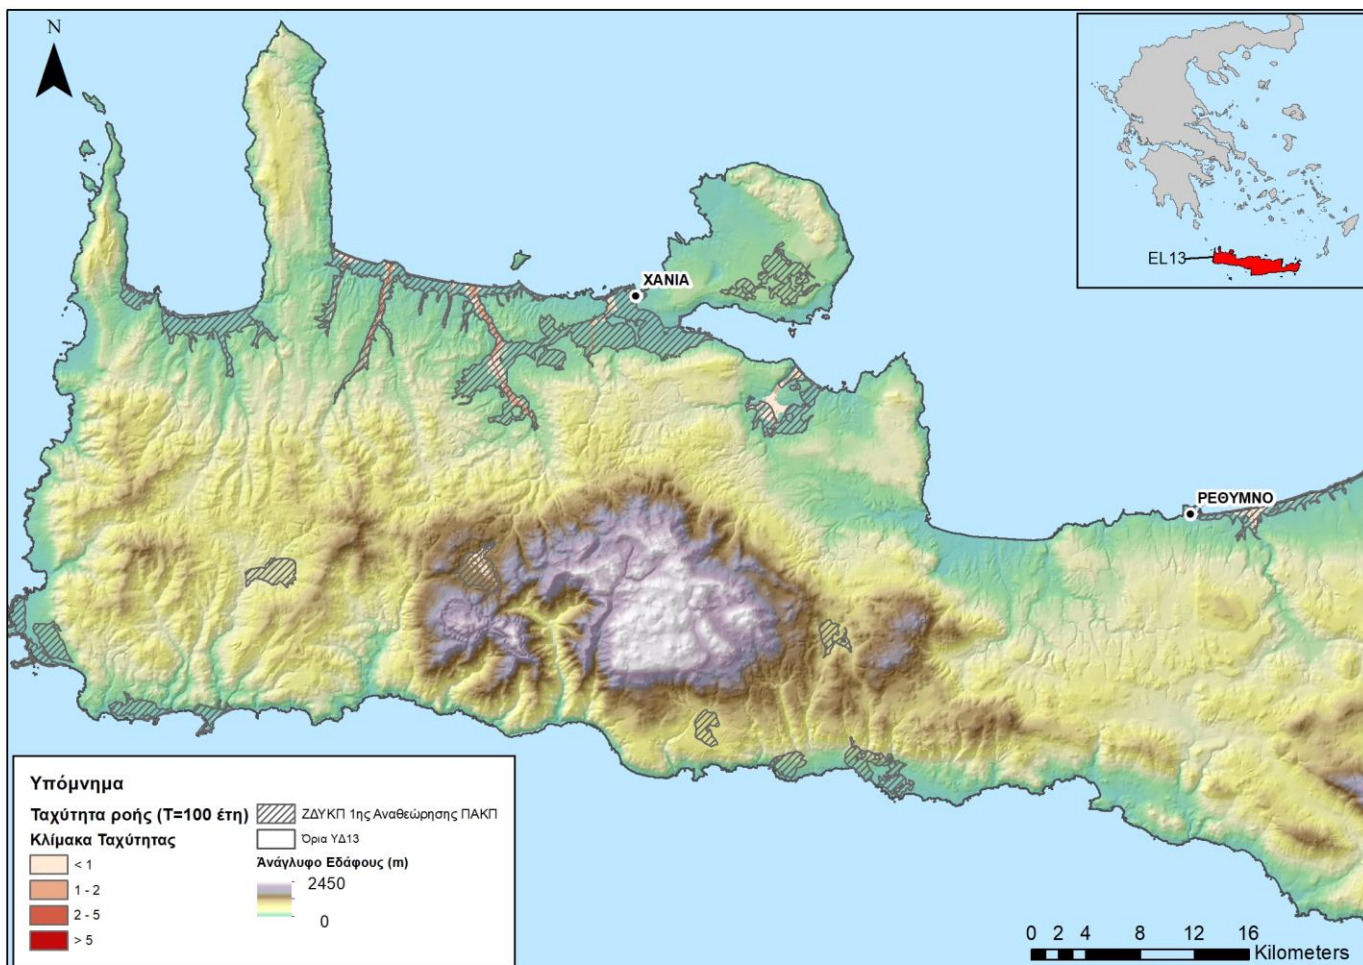 N
EL13
ΧΑΝΙΑ
ΡΕΘΥΜΝΟ
Υπόμνημα
Ταχύτητα ροής (Τ=100 έτη)
Κλίμακα Ταχύτητας
< 1
1 - 2
2 - 5
> 5
ΖΔΥΚΠ 1ης Αναθεώρησης ΠΑΚΠ
Όρια ΥΔ13
Άνάγλυφο Εδάφους (m)
2450
0
0 2 4 8 12 16
Kilometers